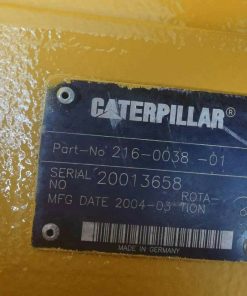 CATERPILLAR®
Part-No 216-0038 -01
SERIAL NO 20013658
ROTA-
MFG DATE 2004-03 TION
MADE IN GERMANY